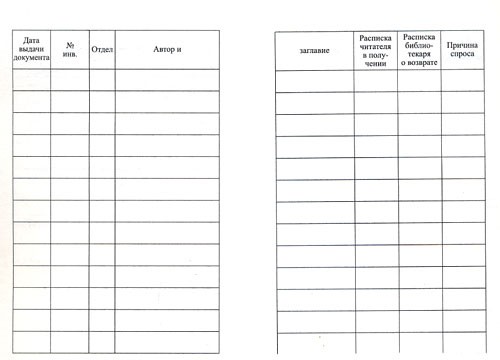 Дата
выдачи
документа
№
инв.
Отдел
Автор и
заглавие
Расписка
читателя
в полу-
чении
Расписка
библио-
текаря
о возврате
Причина
спроса